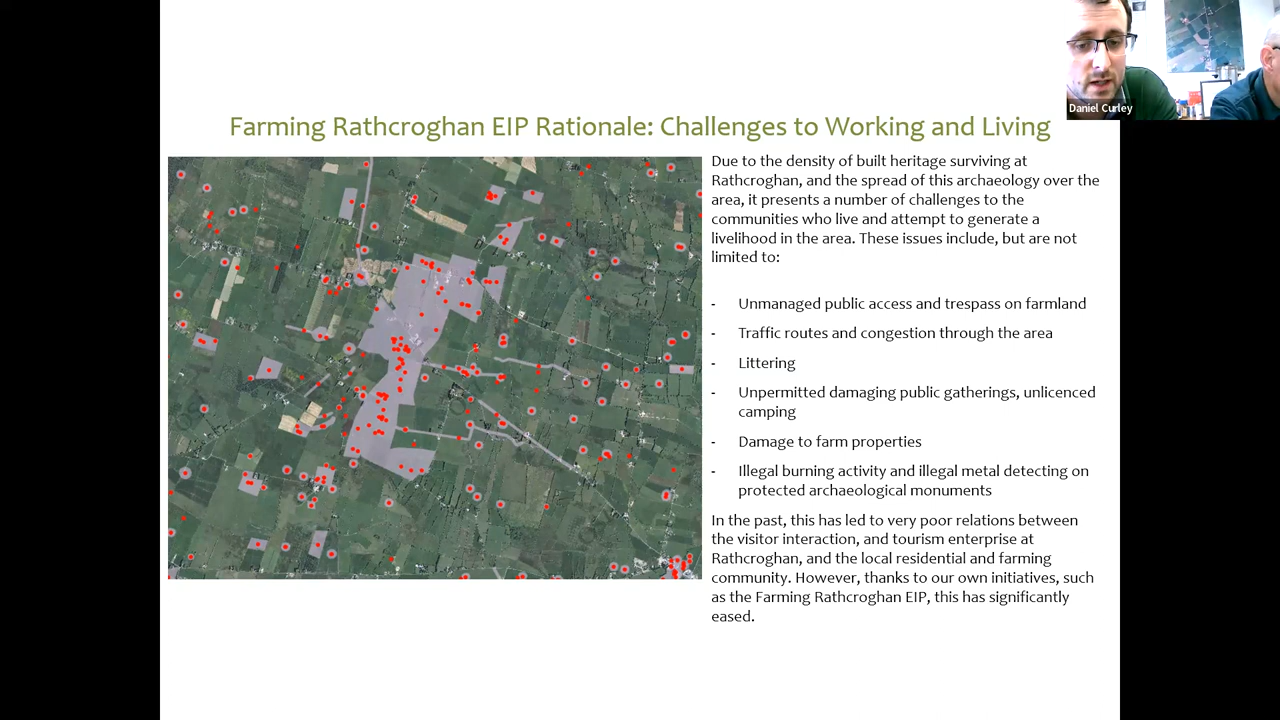 Daniel Curley
Farming Rathcroghan EIP Rationale: Challenges to Working and Living
Due to the density of built heritage surviving at
Rathcroghan, and the spread of this archaeology over the
area, it presents a number of challenges to the
communities who live and attempt to generate a
livelihood in the area. These issues include, but are not
limited to:
- Unmanaged public access and trespass on farmland
- Traffic routes and congestion through the area
- Littering
- Unpermitted damaging public gatherings, unlicenced
camping
- Damage to farm properties
- Illegal burning activity and illegal metal detecting on
protected archaeological monuments
In the past, this has led to very poor relations between
the visitor interaction, and tourism enterprise at
Rathcroghan, and the local residential and farming
community. However, thanks to our own initiatives, such
as the Farming Rathcroghan EIP, this has significantly
eased.